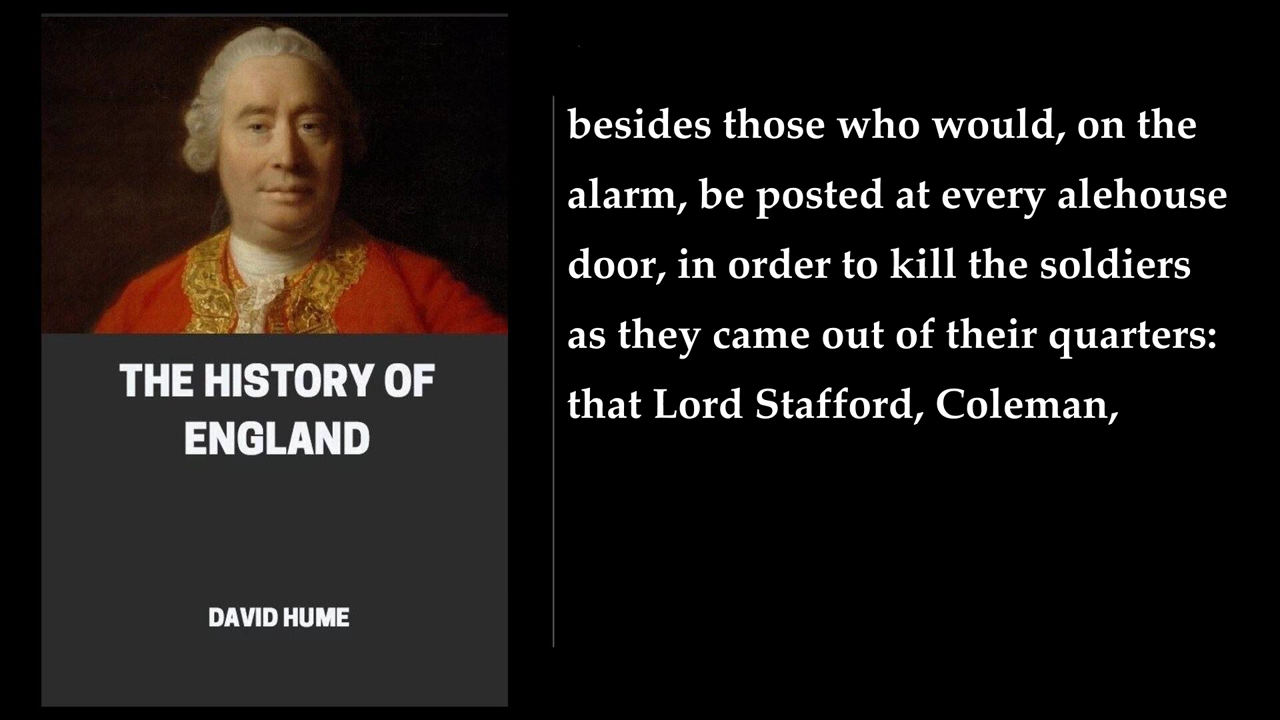 THE HISTORY OF
ENGLAND
DAVID HUME
besides those who would, on the
alarm, be posted at every alehouse
door, in order to kill the soldiers
as they came out of their quarters:
that Lord Stafford, Coleman,